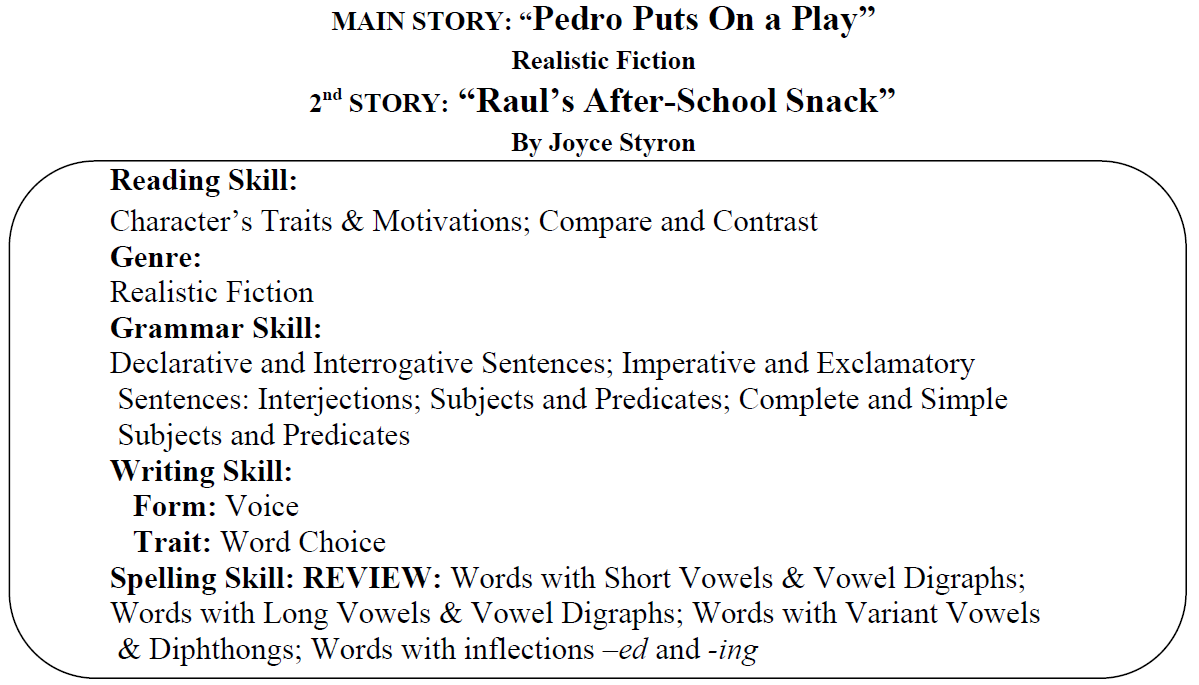 MAIN STORY: “Pedro Puts On a Play”
Realistic Fiction
2nd STORY: “Raul’s After-School Snack”
By Joyce Styron
Reading Skill:
Character’s Traits & Motivations; Compare and Contrast
Genre:
Realistic Fiction
Grammar Skill:
Declarative and Interrogative Sentences; Imperative and Exclamatory
Sentences: Interjections; Subjects and Predicates; Complete and Simple
Subjects and Predicates
Writing Skill:
Form: Voice
Trait: Word Choice
Spelling Skill: REVIEW: Words with Short Vowels & Vowel Digraphs;
Words with Long Vowels & Vowel Digraphs; Words with Variant Vowels
& Diphthongs; Words with inflections –ed and -ing